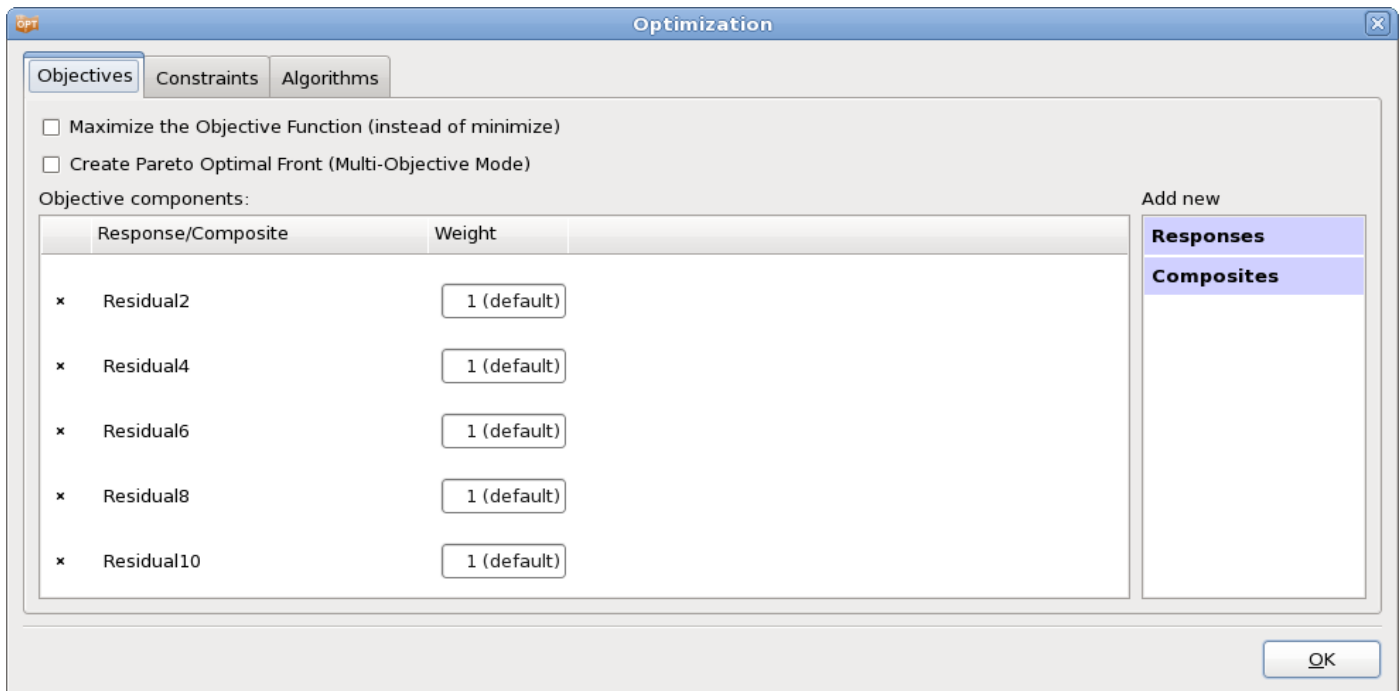 OPT Optimization
Objectives Constraints Algorithms
Maximize the Objective Function (instead of minimize)
Create Pareto Optimal Front (Multi-Objective Mode)
Objective components: Add new
Response/Composite Weight Responses
Composites
Residual2 1 (default)
Residual4 1 (default)
Residual6 1 (default)
Residual8 1 (default)
Residual10 1 (default)
OK